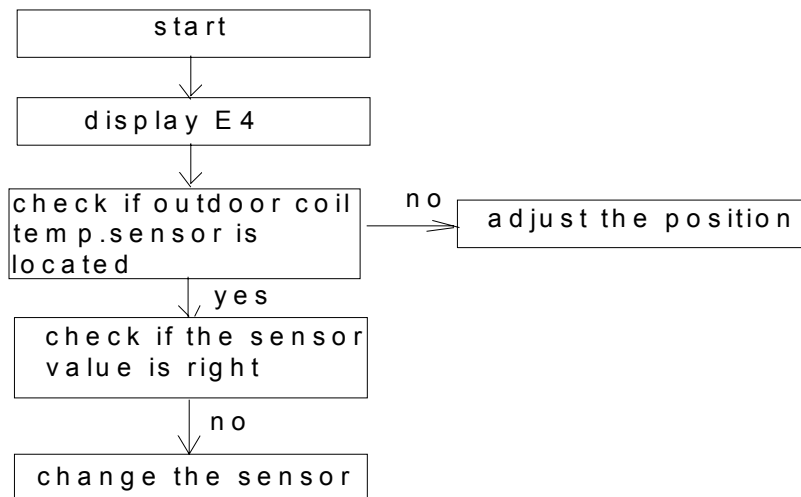 start
display E4
check if outdoor coil
temp.sensor is
located
no
adjust the position
yes
check if the sensor
value is right
no
change the sensor